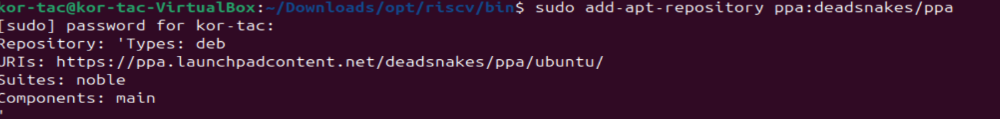 kor-tac@kor-tac-VirtualBox:~/Downloads/opt/riscv/bin$ sudo add-apt-repository ppa:deadsnakes/ppa
[sudo] password for kor-tac:
Repository: 'Types: deb
URIs: https://ppa.launchpadcontent.net/deadsnakes/ppa/ubuntu/
Suites: noble
Components: main
'